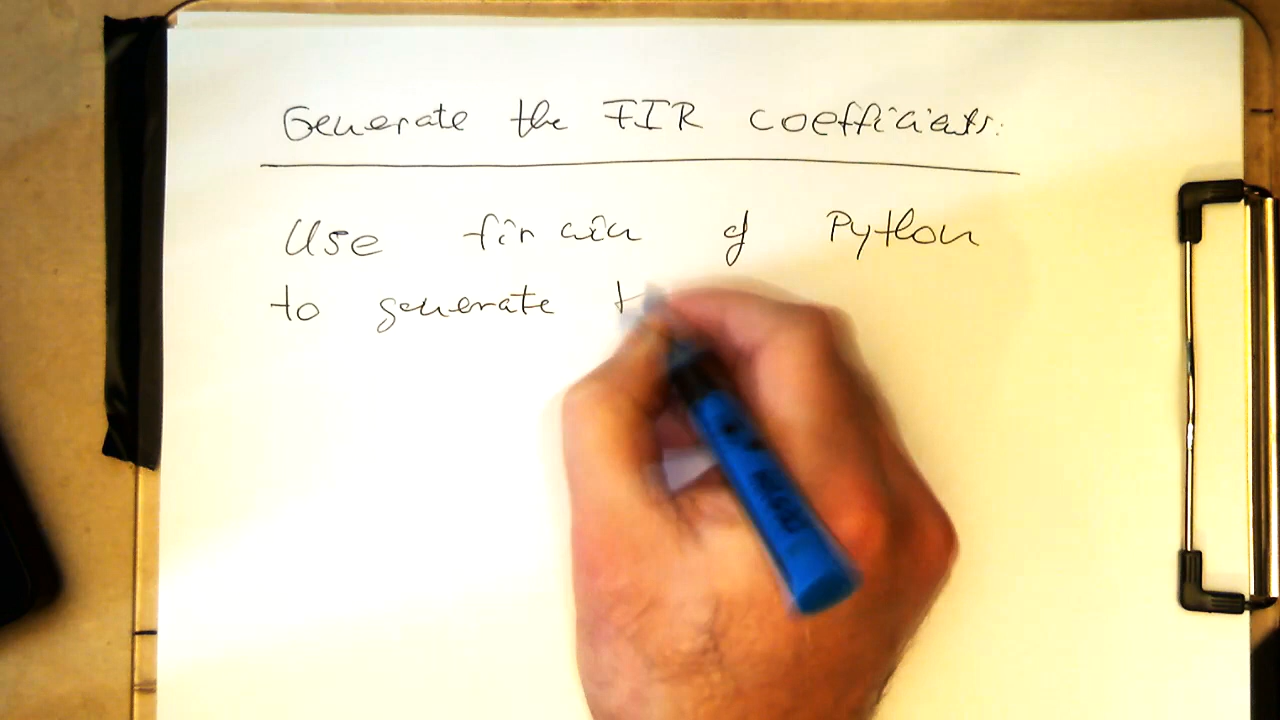 Generate the FIR coefficients:
Use firwin of Python
to generate t